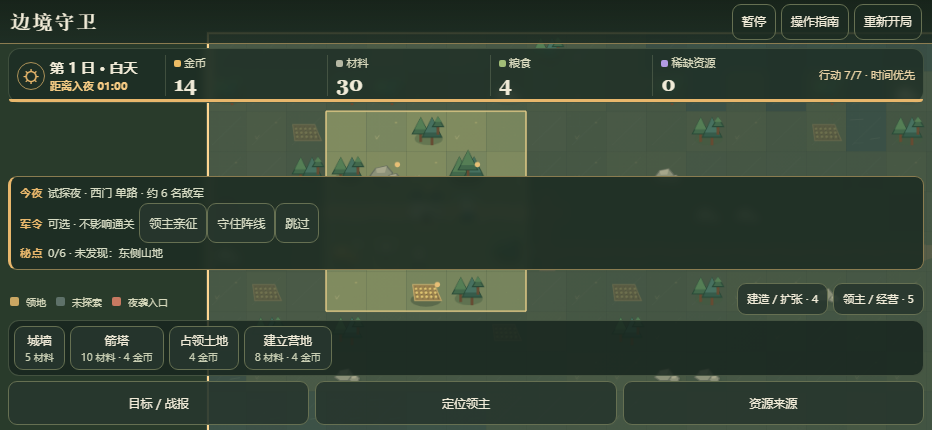 边境守卫
暂停
操作指南
重新开局
第 1 日 · 白天
距离入夜 01:00
金币
14
材料
30
粮食
4
稀缺资源
0
行动 7/7 · 时间优先
今夜 试探夜 · 西门 单路 · 约 6 名敌军
军令 可选 · 不影响通关 领主亲征 守住阵线 跳过
秘点 0/6 · 未发现：东侧山地
领地 未探索 夜袭入口
建造 / 扩张 · 4
领主 / 经营 · 5
城墙
5 材料
箭塔
10 材料 · 4 金币
占领土地
4 金币
建立营地
8 材料 · 4 金币
目标 / 战报
定位领主
资源来源